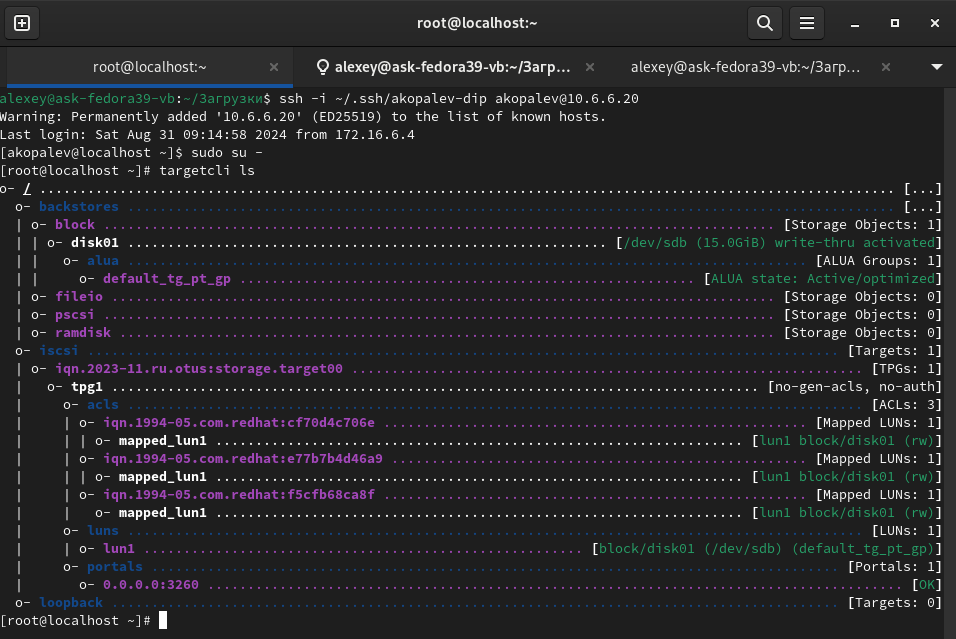 root@localhost:~
root@localhost:~
alexey@ask-fedora39-vb:~/Загр...
alexey@ask-fedora39-vb:~/Загр...
alexey@ask-fedora39-vb:~/Загрузки$ ssh -i ~/.ssh/akopalev-dip akopalev@10.6.6.20
Warning: Permanently added '10.6.6.20' (ED25519) to the list of known hosts.
Last login: Sat Aug 31 09:14:58 2024 from 172.16.6.4
[akopalev@localhost ~]$ sudo su -
[root@localhost ~]# targetcli ls
o- / ........................................................................................................... [...]
  o- backstores ................................................................................................ [...]
  | o- block .................................................................................... [Storage Objects: 1]
  | | o- disk01 ............................................................ [/dev/sdb (15.0GiB) write-thru activated]
  | |   o- alua ..................................................................................... [ALUA Groups: 1]
  | |     o- default_tg_pt_gp ......................................................... [ALUA state: Active/optimized]
  | o- fileio ................................................................................... [Storage Objects: 0]
  | o- pscsi .................................................................................... [Storage Objects: 0]
  | o- ramdisk .................................................................................. [Storage Objects: 0]
  o- iscsi .............................................................................................. [Targets: 1]
  | o- iqn.2023-11.ru.otus:storage.target00 ................................................................ [TPGs: 1]
  |   o- tpg1 ................................................................................. [no-gen-acls, no-auth]
  |     o- acls ............................................................................................ [ACLs: 3]
  |     | o- iqn.1994-05.com.redhat:cf70d4c706e ...................................................... [Mapped LUNs: 1]
  |     | | o- mapped_lun1 .................................................................. [lun1 block/disk01 (rw)]
  |     | o- iqn.1994-05.com.redhat:e77b7b4d46a9 ..................................................... [Mapped LUNs: 1]
  |     | | o- mapped_lun1 .................................................................. [lun1 block/disk01 (rw)]
  |     | o- iqn.1994-05.com.redhat:f5cfb68ca8f ...................................................... [Mapped LUNs: 1]
  |     |   o- mapped_lun1 .................................................................. [lun1 block/disk01 (rw)]
  |     o- luns ............................................................................................ [LUNs: 1]
  |     | o- lun1 ....................................................... [block/disk01 (/dev/sdb) (default_tg_pt_gp)]
  |     o- portals ...................................................................................... [Portals: 1]
  |       o- 0.0.0.0:3260 ....................................................................................... [OK]
  o- loopback ........................................................................................... [Targets: 0]
[root@localhost ~]#